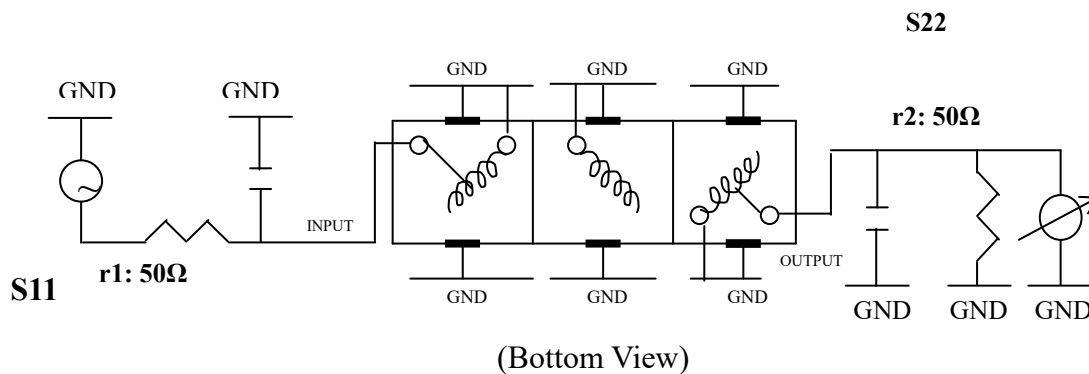 S22
GND
GND
GND
GND
GND
r2: 50Ω
INPUT
r1: 50Ω
OUTPUT
S11
GND
GND
GND
GND
GND
GND
(Bottom View)